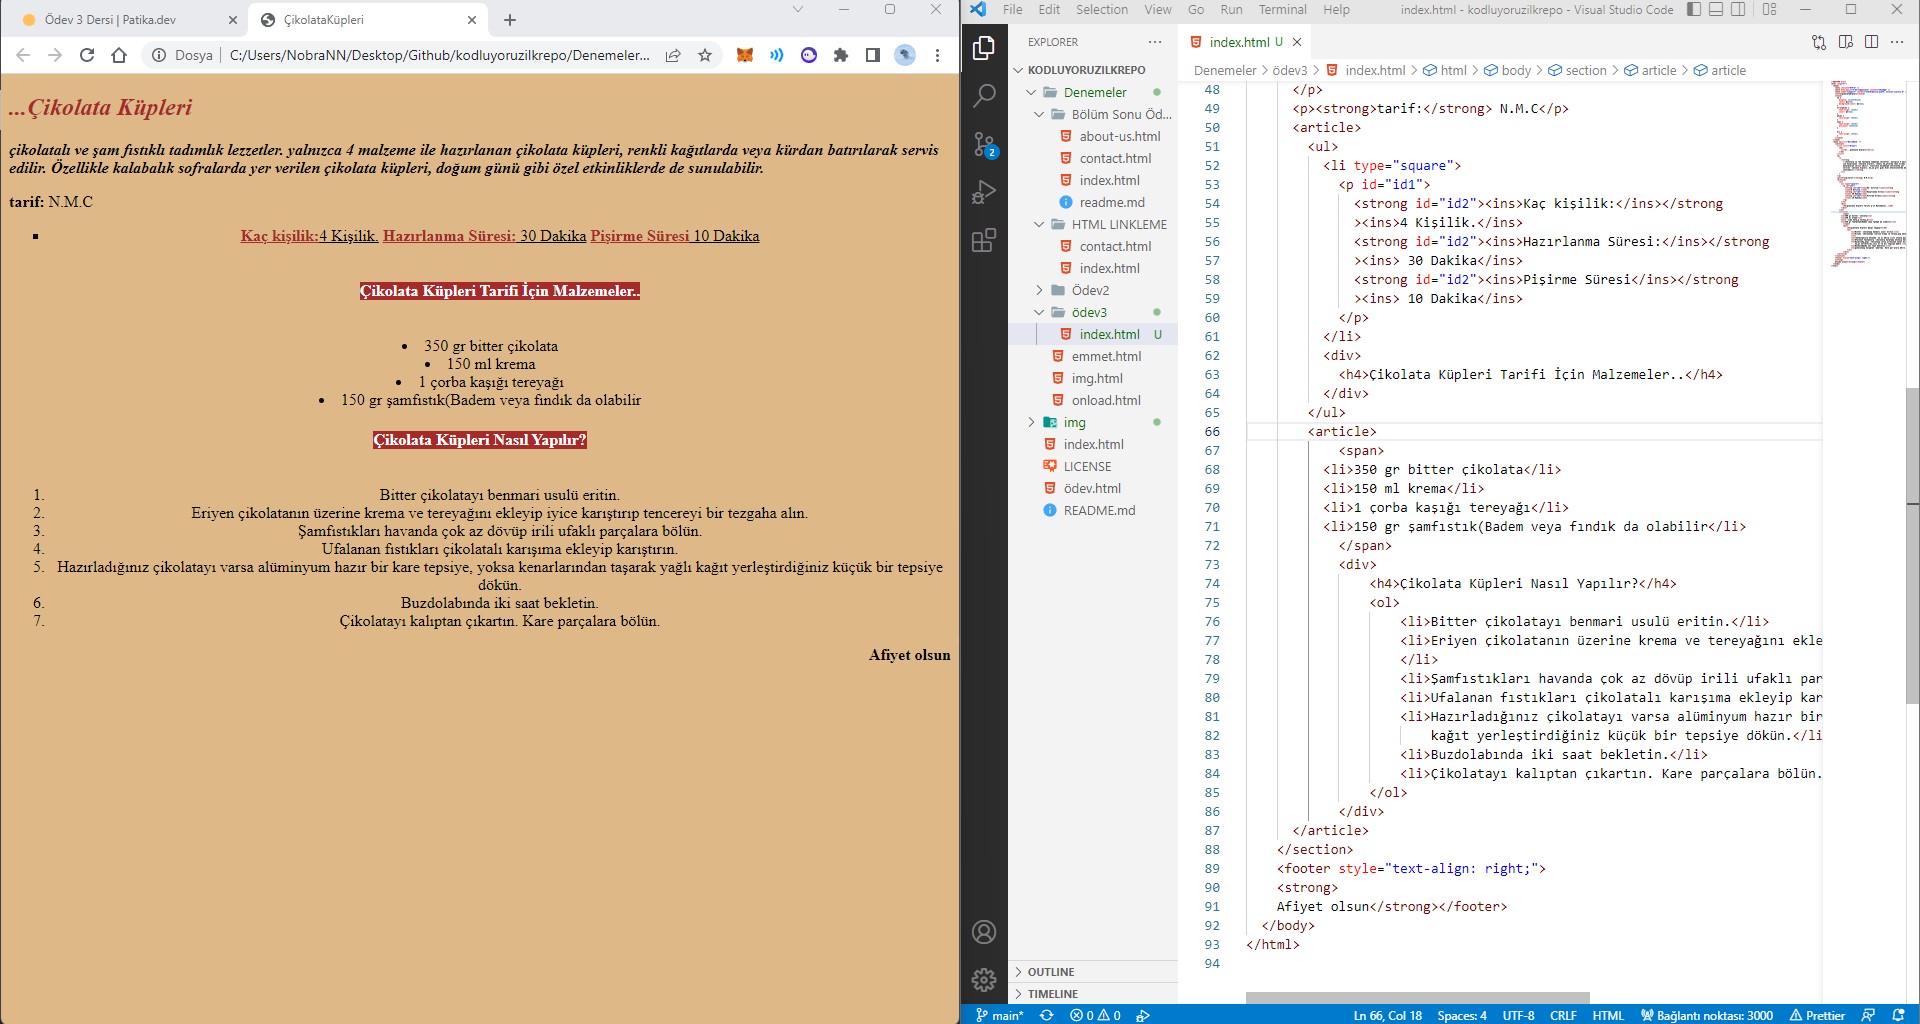 Ödev 3 Dersi | Patika.dev
ÇikolataKüpleri
Dosya
C:/Users/NobraNN/Desktop/Github/kodluyoruzilkrepo/Denemeler...
...Çikolata Küpleri
çikolatalı ve şam fıstıklı tadımlık lezzetler. yalnızca 4 malzeme ile hazırlanan çikolata küpleri, renkli kağıtlarda veya kürdan batırılarak servis
edilir. Özellikle kalabalık sofralarda yer verilen çikolata küpleri, doğum günü gibi özel etkinliklerde de sunulabilir.
tarif: N.M.C
Kaç kişilik:4 Kişilik. Hazırlanma Süresi: 30 Dakika Pişirme Süresi 10 Dakika
Çikolata Küpleri Tarifi İçin Malzemeler..
• 350 gr bitter çikolata
• 150 ml krema
• 1 çorba kaşığı tereyağı
• 150 gr şamfıstık(Badem veya fındık da olabilir
Çikolata Küpleri Nasıl Yapılır?
1. Bitter çikolatayı benmari usulü eritin.
2. Eriyen çikolatanın üzerine krema ve tereyağını ekleyip iyice karıştırıp tencereyi bir tezgaha alın.
3. Şamfıstıkları havanda çok az dövüp irili ufaklı parçalara bölün.
4. Ufalanan fıstıkları çikolatalı karışıma ekleyip karıştırın.
5. Hazırladığınız çikolatayı varsa alüminyum hazır bir kare tepsiye, yoksa kenarlarından taşarak yağlı kağıt yerleştirdiğiniz küçük bir tepsiye
dökün.
6. Buzdolabında iki saat bekletin.
7. Çikolatayı kalıptan çıkartın. Kare parçalara bölün.
Afiyet olsun
File Edit Selection View Go Run Terminal Help
index.html - kodluyoruzilkrepo - Visual Studio Code
2
EXPLORER
KODLUYORUZILKREPO
Denemeler
Bölüm Sonu Öd...
about-us.html
contact.html
index.html
readme.md
HTML LINKLEME
contact.html
index.html
Ödev2
ödev3
index.html U
emmet.html
img.html
onload.html
img
index.html
LICENSE
ödev.html
README.md
OUTLINE
TIMELINE
index.html U
Denemeler > ödev3 > index.html > html > body > section > article > article
48 </p>
49 <p><strong>tarif:</strong> N.M.C</p>
50 <article>
51 <ul>
52 <li type="square">
53 <p id="id1">
54 <strong id="id2"><ins>Kaç kişilik:</ins></strong
55 ><ins>4 Kişilik.</ins>
56 <strong id="id2"><ins>Hazırlanma Süresi:</ins></strong
57 ><ins> 30 Dakika</ins>
58 <strong id="id2"><ins>Pişirme Süresi</ins></strong
59 ><ins> 10 Dakika</ins>
60 </p>
61 </li>
62 <div>
63 <h4>Çikolata Küpleri Tarifi İçin Malzemeler..</h4>
64 </div>
65 </ul>
66 <article>
67 <span>
68 <li>350 gr bitter çikolata</li>
69 <li>150 ml krema</li>
70 <li>1 çorba kaşığı tereyağı</li>
71 <li>150 gr şamfıstık(Badem veya fındık da olabilir</li>
72 </span>
73 <div>
74 <h4>Çikolata Küpleri Nasıl Yapılır?</h4>
75 <ol>
76 <li>Bitter çikolatayı benmari usulü eritin.</li>
77 <li>Eriyen çikolatanın üzerine krema ve tereyağını ekle
78 </li>
79 <li>Şamfıstıkları havanda çok az dövüp irili ufaklı par
80 <li>Ufalanan fıstıkları çikolatalı karışıma ekleyip kar
81 <li>Hazırladığınız çikolatayı varsa alüminyum hazır bir
82 kağıt yerleştirdiğiniz küçük bir tepsiye dökün.</li
83 <li>Buzdolabında iki saat bekletin.</li>
84 <li>Çikolatayı kalıptan çıkartın. Kare parçalara bölün.
85 </ol>
86 </div>
87 </article>
88 </section>
89 <footer style="text-align: right;">
90 <strong>
91 Afiyet olsun</strong></footer>
92 </body>
93 </html>
94
main* 0 0
Ln 66, Col 18 Spaces: 4 UTF-8 CRLF HTML Bağlantı noktası: 3000 Prettier